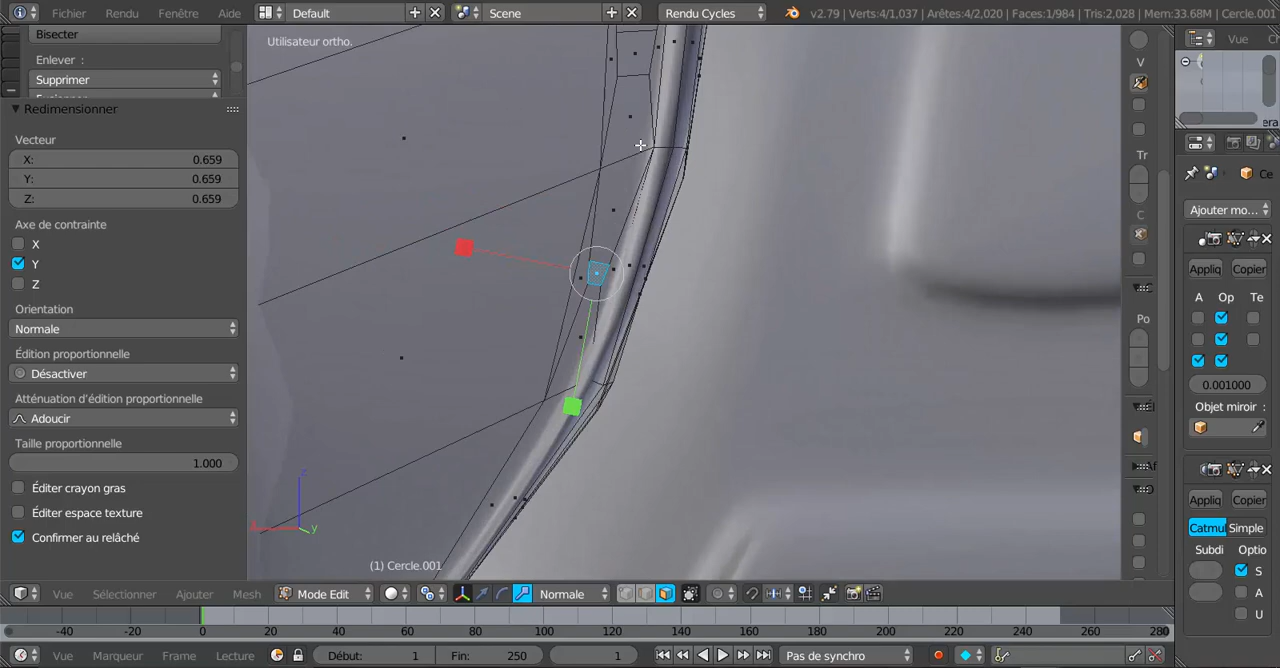 Fichier Rendu Fenêtre Aide Default Scene Rendu Cycles v2.79 | Verts:4/1,037 | Arêtes:4/2,020 | Faces:1/984 | Tris:2,028 | Mem:33.68M | Cercle.001
Bisecter
Enlever :
Supprimer
Redimensionner
Vecteur
X: 0.659
Y: 0.659
Z: 0.659
Axe de contrainte
X
Y
Z
Orientation
Normale
Édition proportionnelle
Désactiver
Atténuation d'édition proportionnelle
Adoucir
Taille proportionnelle
1.000
Éditer crayon gras
Éditer espace texture
Confirmer au relâché
Utilisateur ortho.
(1) Cercle.001
z
y
V
Tr
C
Po
Af
Vue Ch
era
Ce
Ajouter mo...
Appliq Copier
A Op Te
0.001000
Objet miroir :
Appliq Copier
Catmu Simple
Subdi Optio
S
A
U
Vue Sélectionner Ajouter Mesh Mode Edit Normale
-40 -20 0 20 40 60 80 100 120 140 160 180 200 220 240 260 280
Vue Marqueur Frame Lecture Début: 1 Fin: 250 1 Pas de synchro